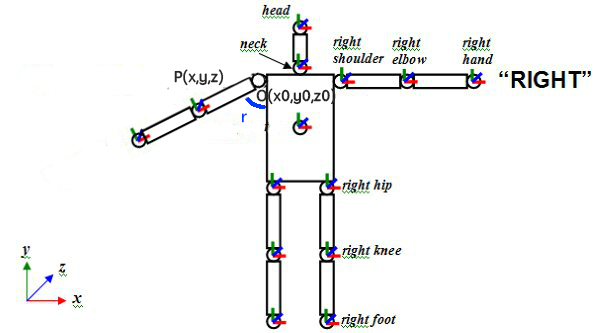 head
neck
right
shoulder
right
elbow
right
hand
"RIGHT"
P(x,y,z)
O(x0,y0,z0)
r
right hip
right knee
right foot
y
z
x